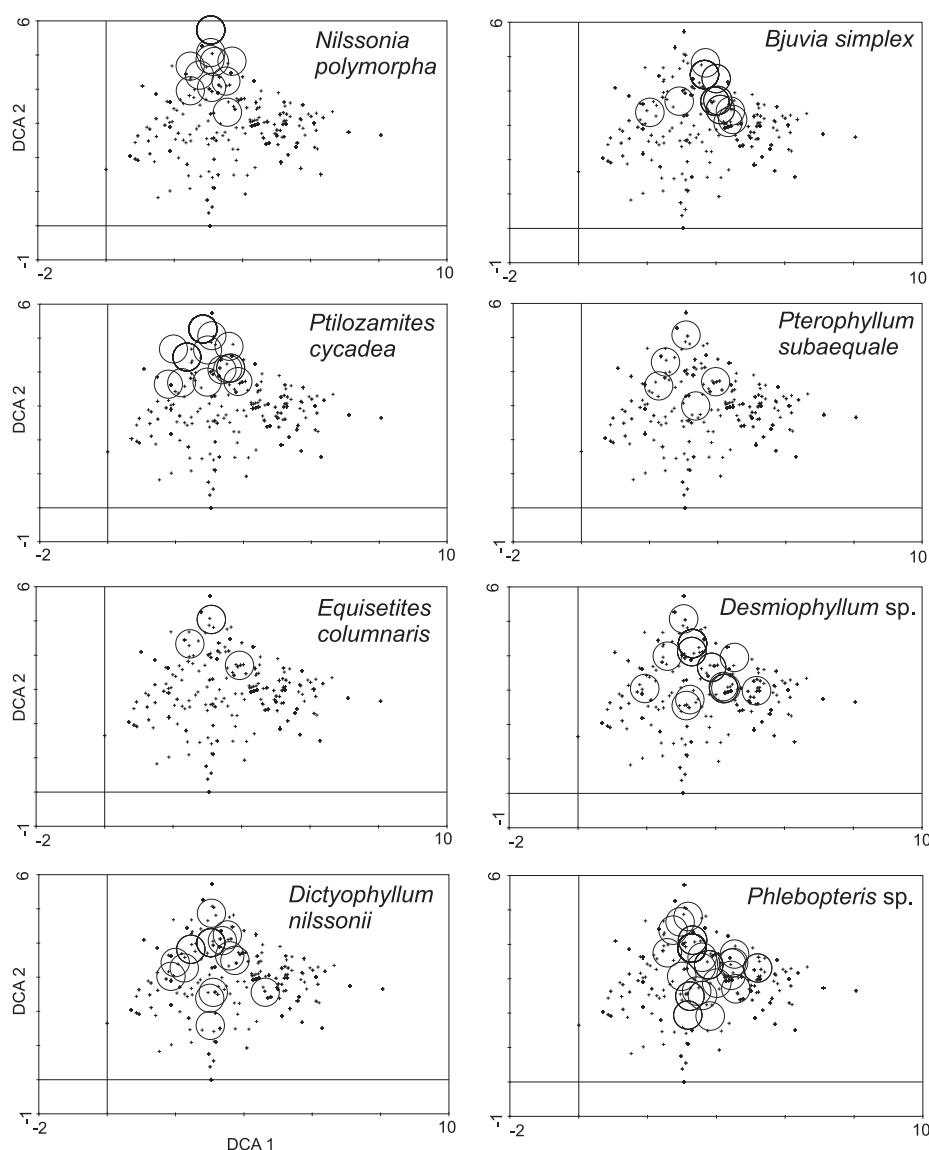 6
Nilssonia
polymorpha
DCA 2
-1
-2
10
6
Bjuvia simplex
-1
-2
10
6
Ptilozamites
cycadea
DCA 2
-1
-2
10
6
Pterophyllum
subaequale
-1
-2
10
6
Equisetites
columnaris
DCA 2
-1
-2
10
6
Desmiophyllum sp.
-1
-2
10
6
Dictyophyllum
nilssonii
DCA 2
-1
-2
10
DCA 1
6
Phlebopteris sp.
-1
-2
10